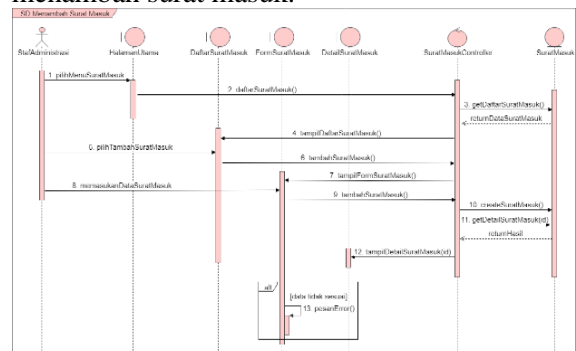 menambah surat masuk.
SD Menambah Surat Masuk
StafAdministrasi
HalamanUtama
DaftarSuratMasuk
FormSuratMasuk
DetailSuratMasuk
SuratMasukController
SuratMasuk
1. pilihMenuSuratMasuk
2. daftarSuratMasuk()
3. getDaftarSuratMasuk()
returnDataSuratMasuk
4. tampilDaftarSuratMasuk()
5. pilihTambahSuratMasuk
6. tambahSuratMasuk()
7. tampilFormSuratMasuk()
8. memasukanDataSuratMasuk
9. tambahSuratMasuk()
10. createSuratMasuk()
11. getDetailSuratMasuk(id)
returnHasil
12. tampilDetailSuratMasuk(id)
alt
[data tidak sesuai]
13. pesanError()